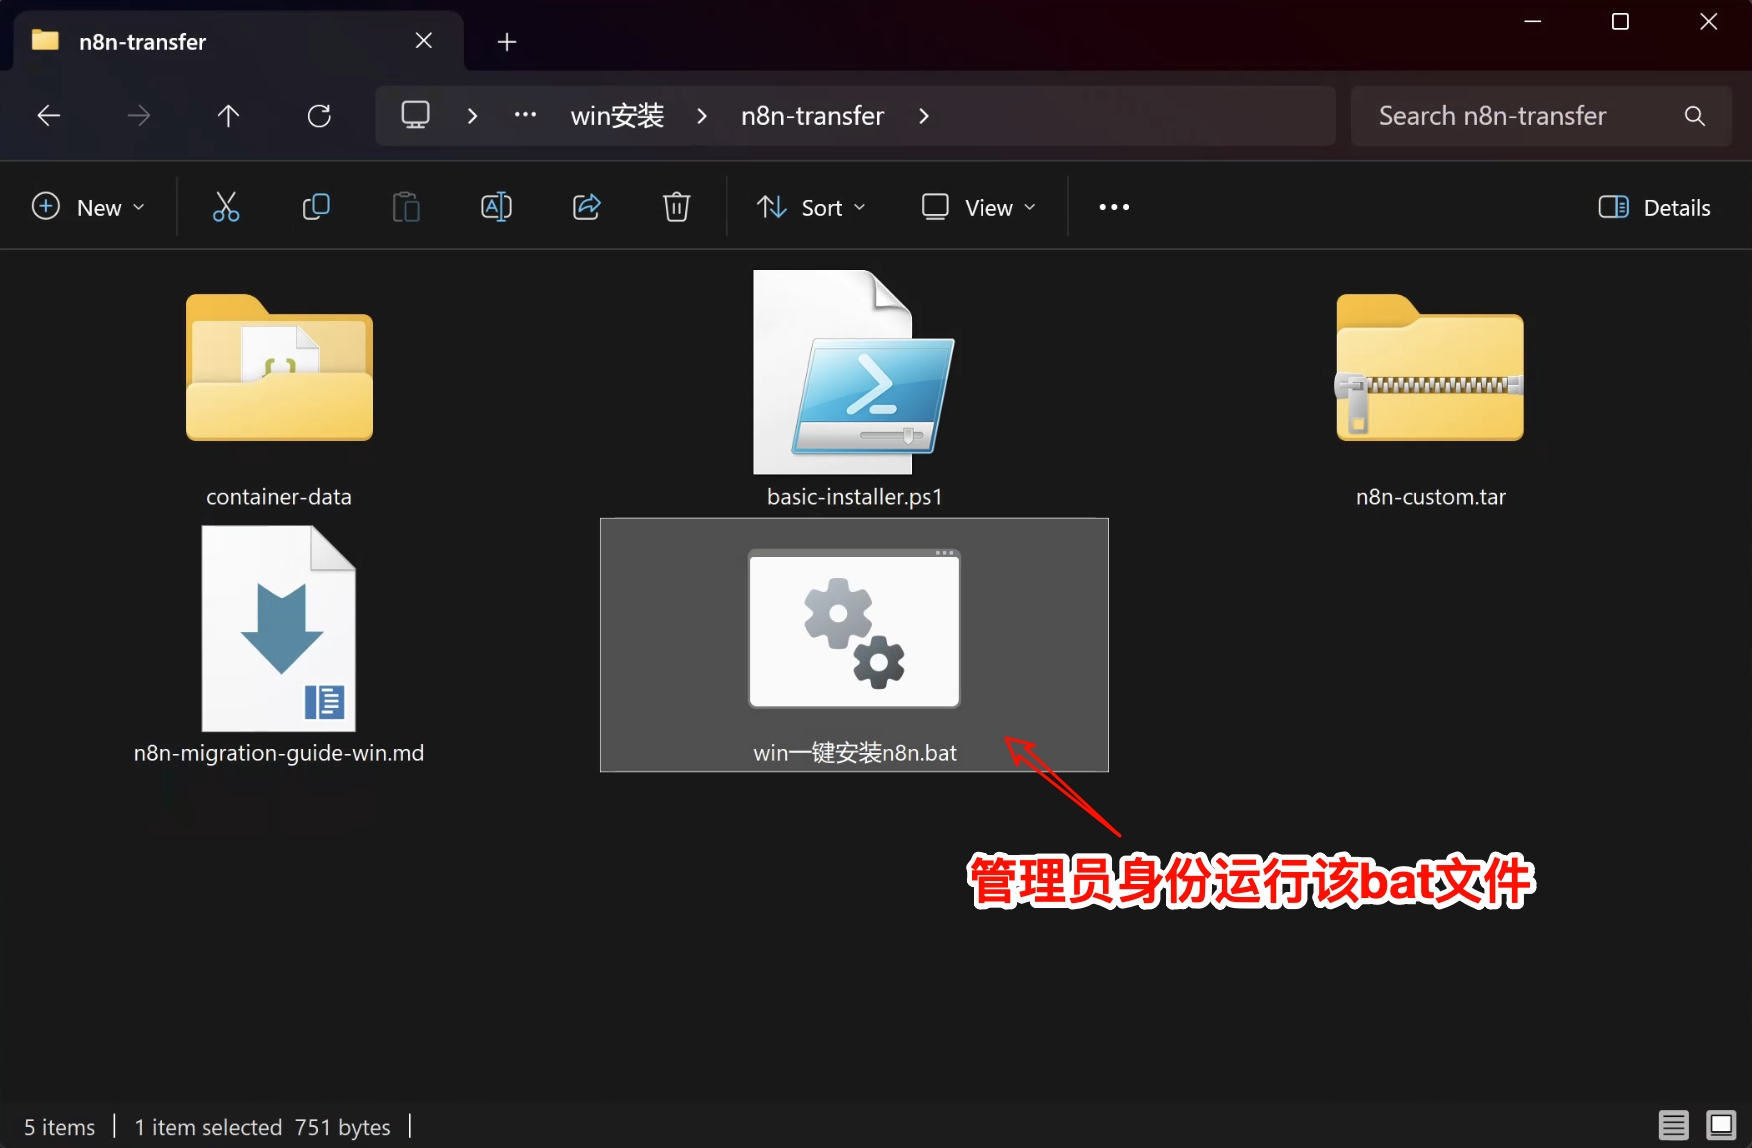 n8n-transfer
win安装
n8n-transfer
Search n8n-transfer
New
Sort
View
Details
container-data
basic-installer.ps1
n8n-custom.tar
n8n-migration-guide-win.md
win一键安装n8n.bat
管理员身份运行该bat文件
5 items
1 item selected 751 bytes